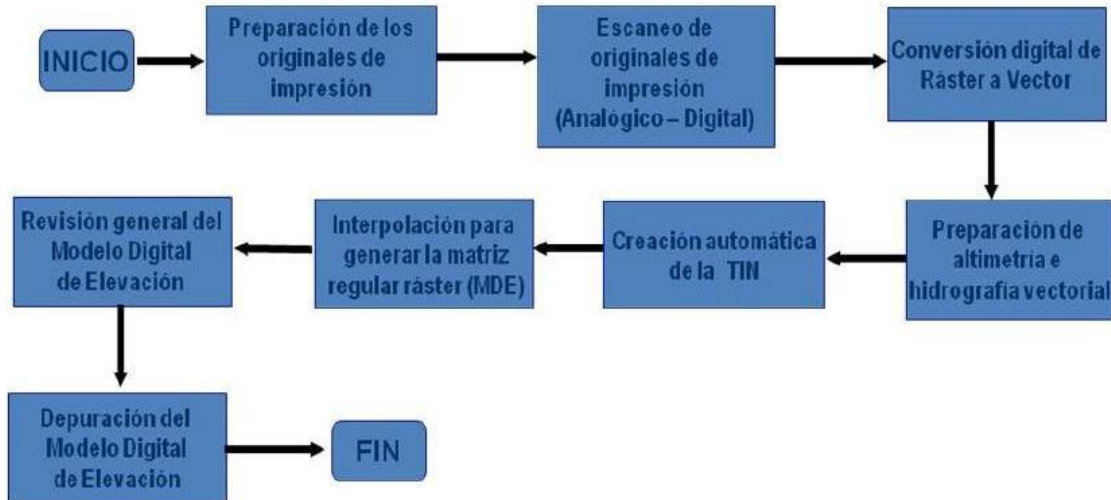 INICIO
Preparación de los
originales de
impresión
Escaneo de
originales de
impresión
(Analógico – Digital)
Conversión digital de
Ráster a Vector
Preparación de
altimetría e
hidrografía vectorial
Creación automática
de la TIN
Interpolación para
generar la matriz
regular ráster (MDE)
Revisión general del
Modelo Digital
de Elevación
Depuración del
Modelo Digital
de Elevación
FIN